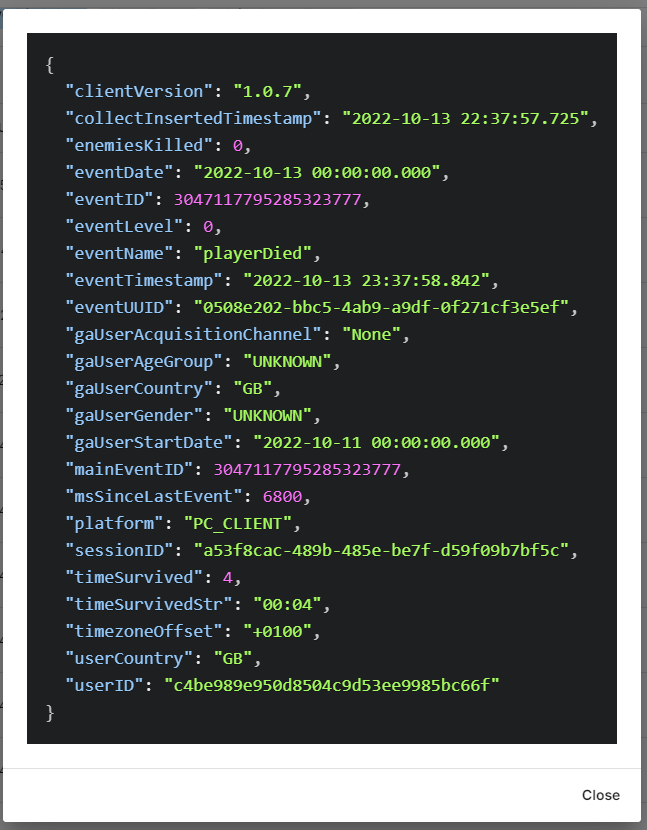 {
"clientVersion": "1.0.7",
"collectInsertedTimestamp": "2022-10-13 22:37:57.725",
"enemiesKilled": 0,
"eventDate": "2022-10-13 00:00:00.000",
"eventID": 3047117795285323777,
"eventLevel": 0,
"eventName": "playerDied",
"eventTimestamp": "2022-10-13 23:37:58.842",
"eventUUID": "0508e202-bbc5-4ab9-a9df-0f271cf3e5ef",
"gaUserAcquisitionChannel": "None",
"gaUserAgeGroup": "UNKNOWN",
"gaUserCountry": "GB",
"gaUserGender": "UNKNOWN",
"gaUserStartDate": "2022-10-11 00:00:00.000",
"mainEventID": 3047117795285323777,
"msSinceLastEvent": 6800,
"platform": "PC_CLIENT",
"sessionID": "a53f8cac-489b-485e-be7f-d59f09b7bf5c",
"timeSurvived": 4,
"timeSurvivedStr": "00:04",
"timezoneOffset": "+0100",
"userCountry": "GB",
"userID": "c4be989e950d8504c9d53ee9985bc66f"
}
Close